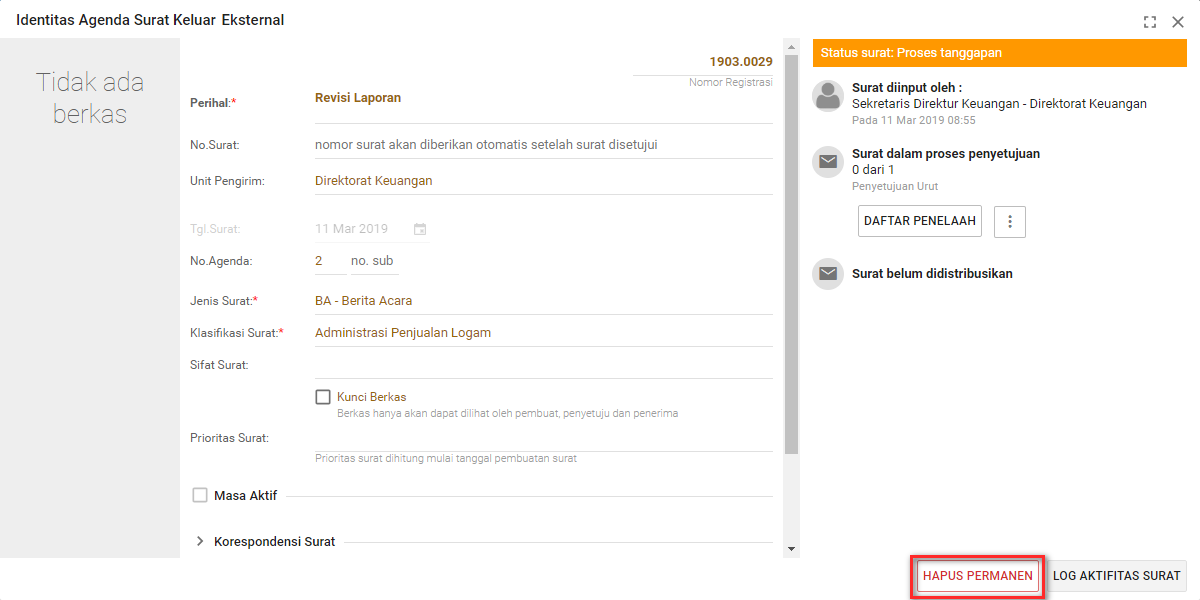 Identitas Agenda Surat Keluar Eksternal
Tidak ada
berkas
1903.0029
Nomor Registrasi
Perihal:* Revisi Laporan
No.Surat: nomor surat akan diberikan otomatis setelah surat disetujui
Unit Pengirim: Direktorat Keuangan
Tgl.Surat: 11 Mar 2019
No.Agenda: 2 no. sub
Jenis Surat:* BA - Berita Acara
Klasifikasi Surat:* Administrasi Penjualan Logam
Sifat Surat:
Kunci Berkas
Berkas hanya akan dapat dilihat oleh pembuat, penyetuju dan penerima
Prioritas Surat:
Prioritas surat dihitung mulai tanggal pembuatan surat
Masa Aktif
Korespondensi Surat
Status surat: Proses tanggapan
Surat diinput oleh :
Sekretaris Direktur Keuangan - Direktorat Keuangan
Pada 11 Mar 2019 08:55
Surat dalam proses penyetujuan
0 dari 1
Penyetujuan Urut
DAFTAR PENELAAH
Surat belum didistribusikan
HAPUS PERMANEN LOG AKTIFITAS SURAT